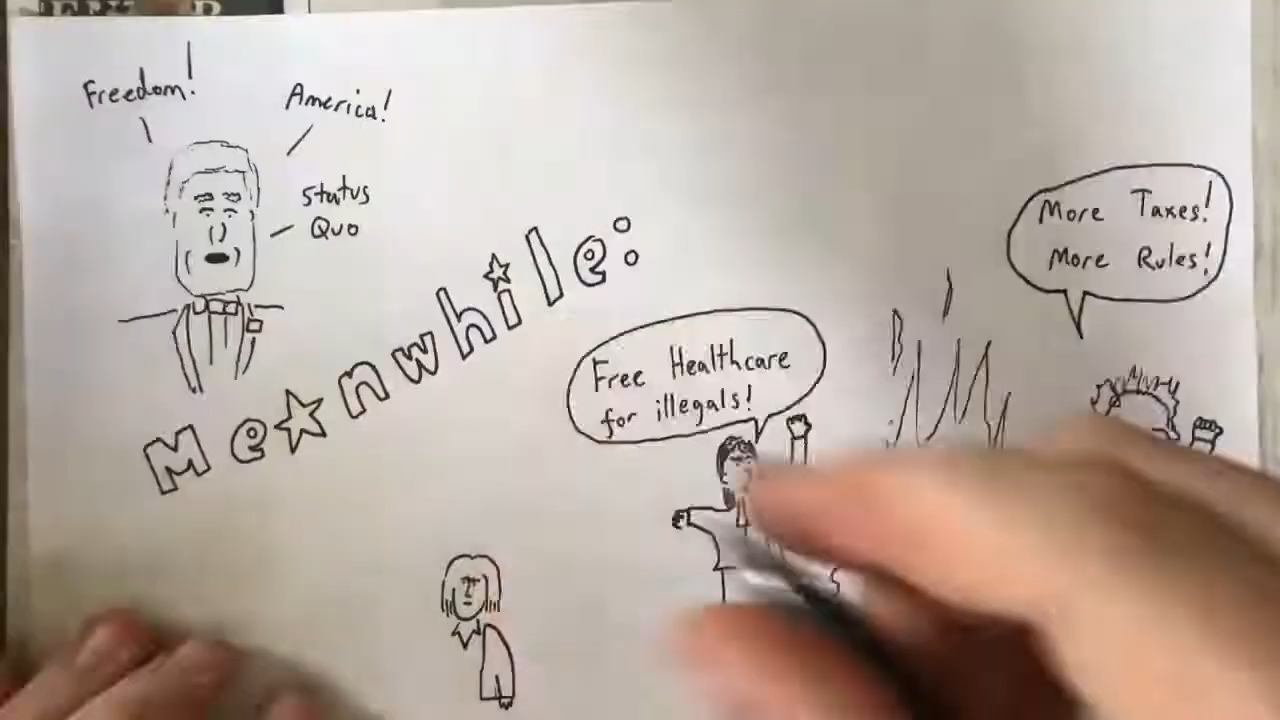 Freedom!
America!
Status
Quo
Meanwhile:
Free Healthcare
for illegals!
More Taxes!
More Rules!